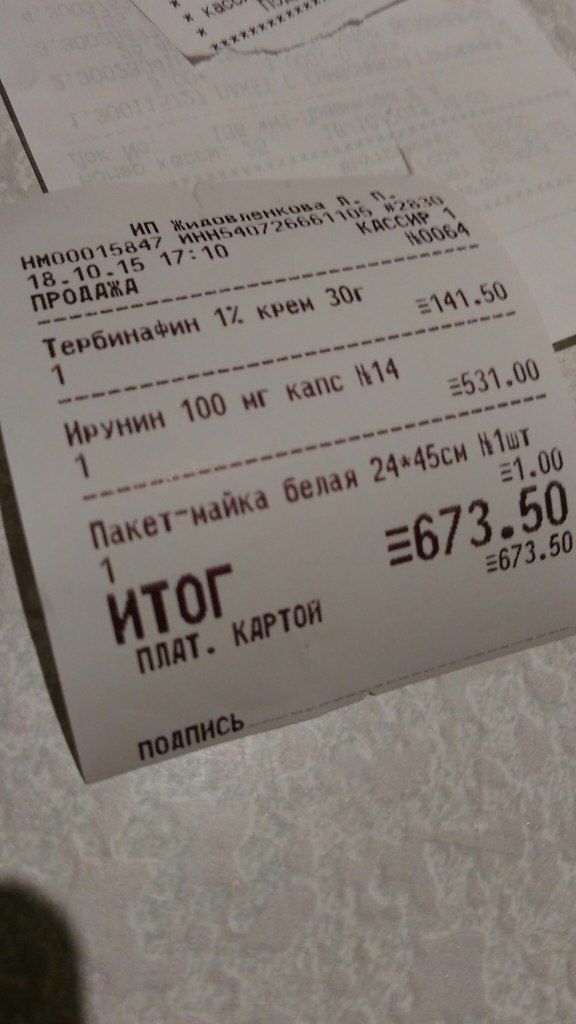 касс
ИП Жидовленкова Л. П.
НМ00015847 ИНН540726661105 #2830
18.10.15 17:10 КАССИР 1
ПРОДАЖА №0064
Тербинафин 1% крем 30г
1 ≡141.50
Ирунин 100 мг капс №14
1 ≡531.00
Пакет-майка белая 24*45см №1шт
1 ≡1.00
ИТОГ ≡673.50
ПЛАТ. КАРТОЙ ≡673.50
ПОДПИСЬ